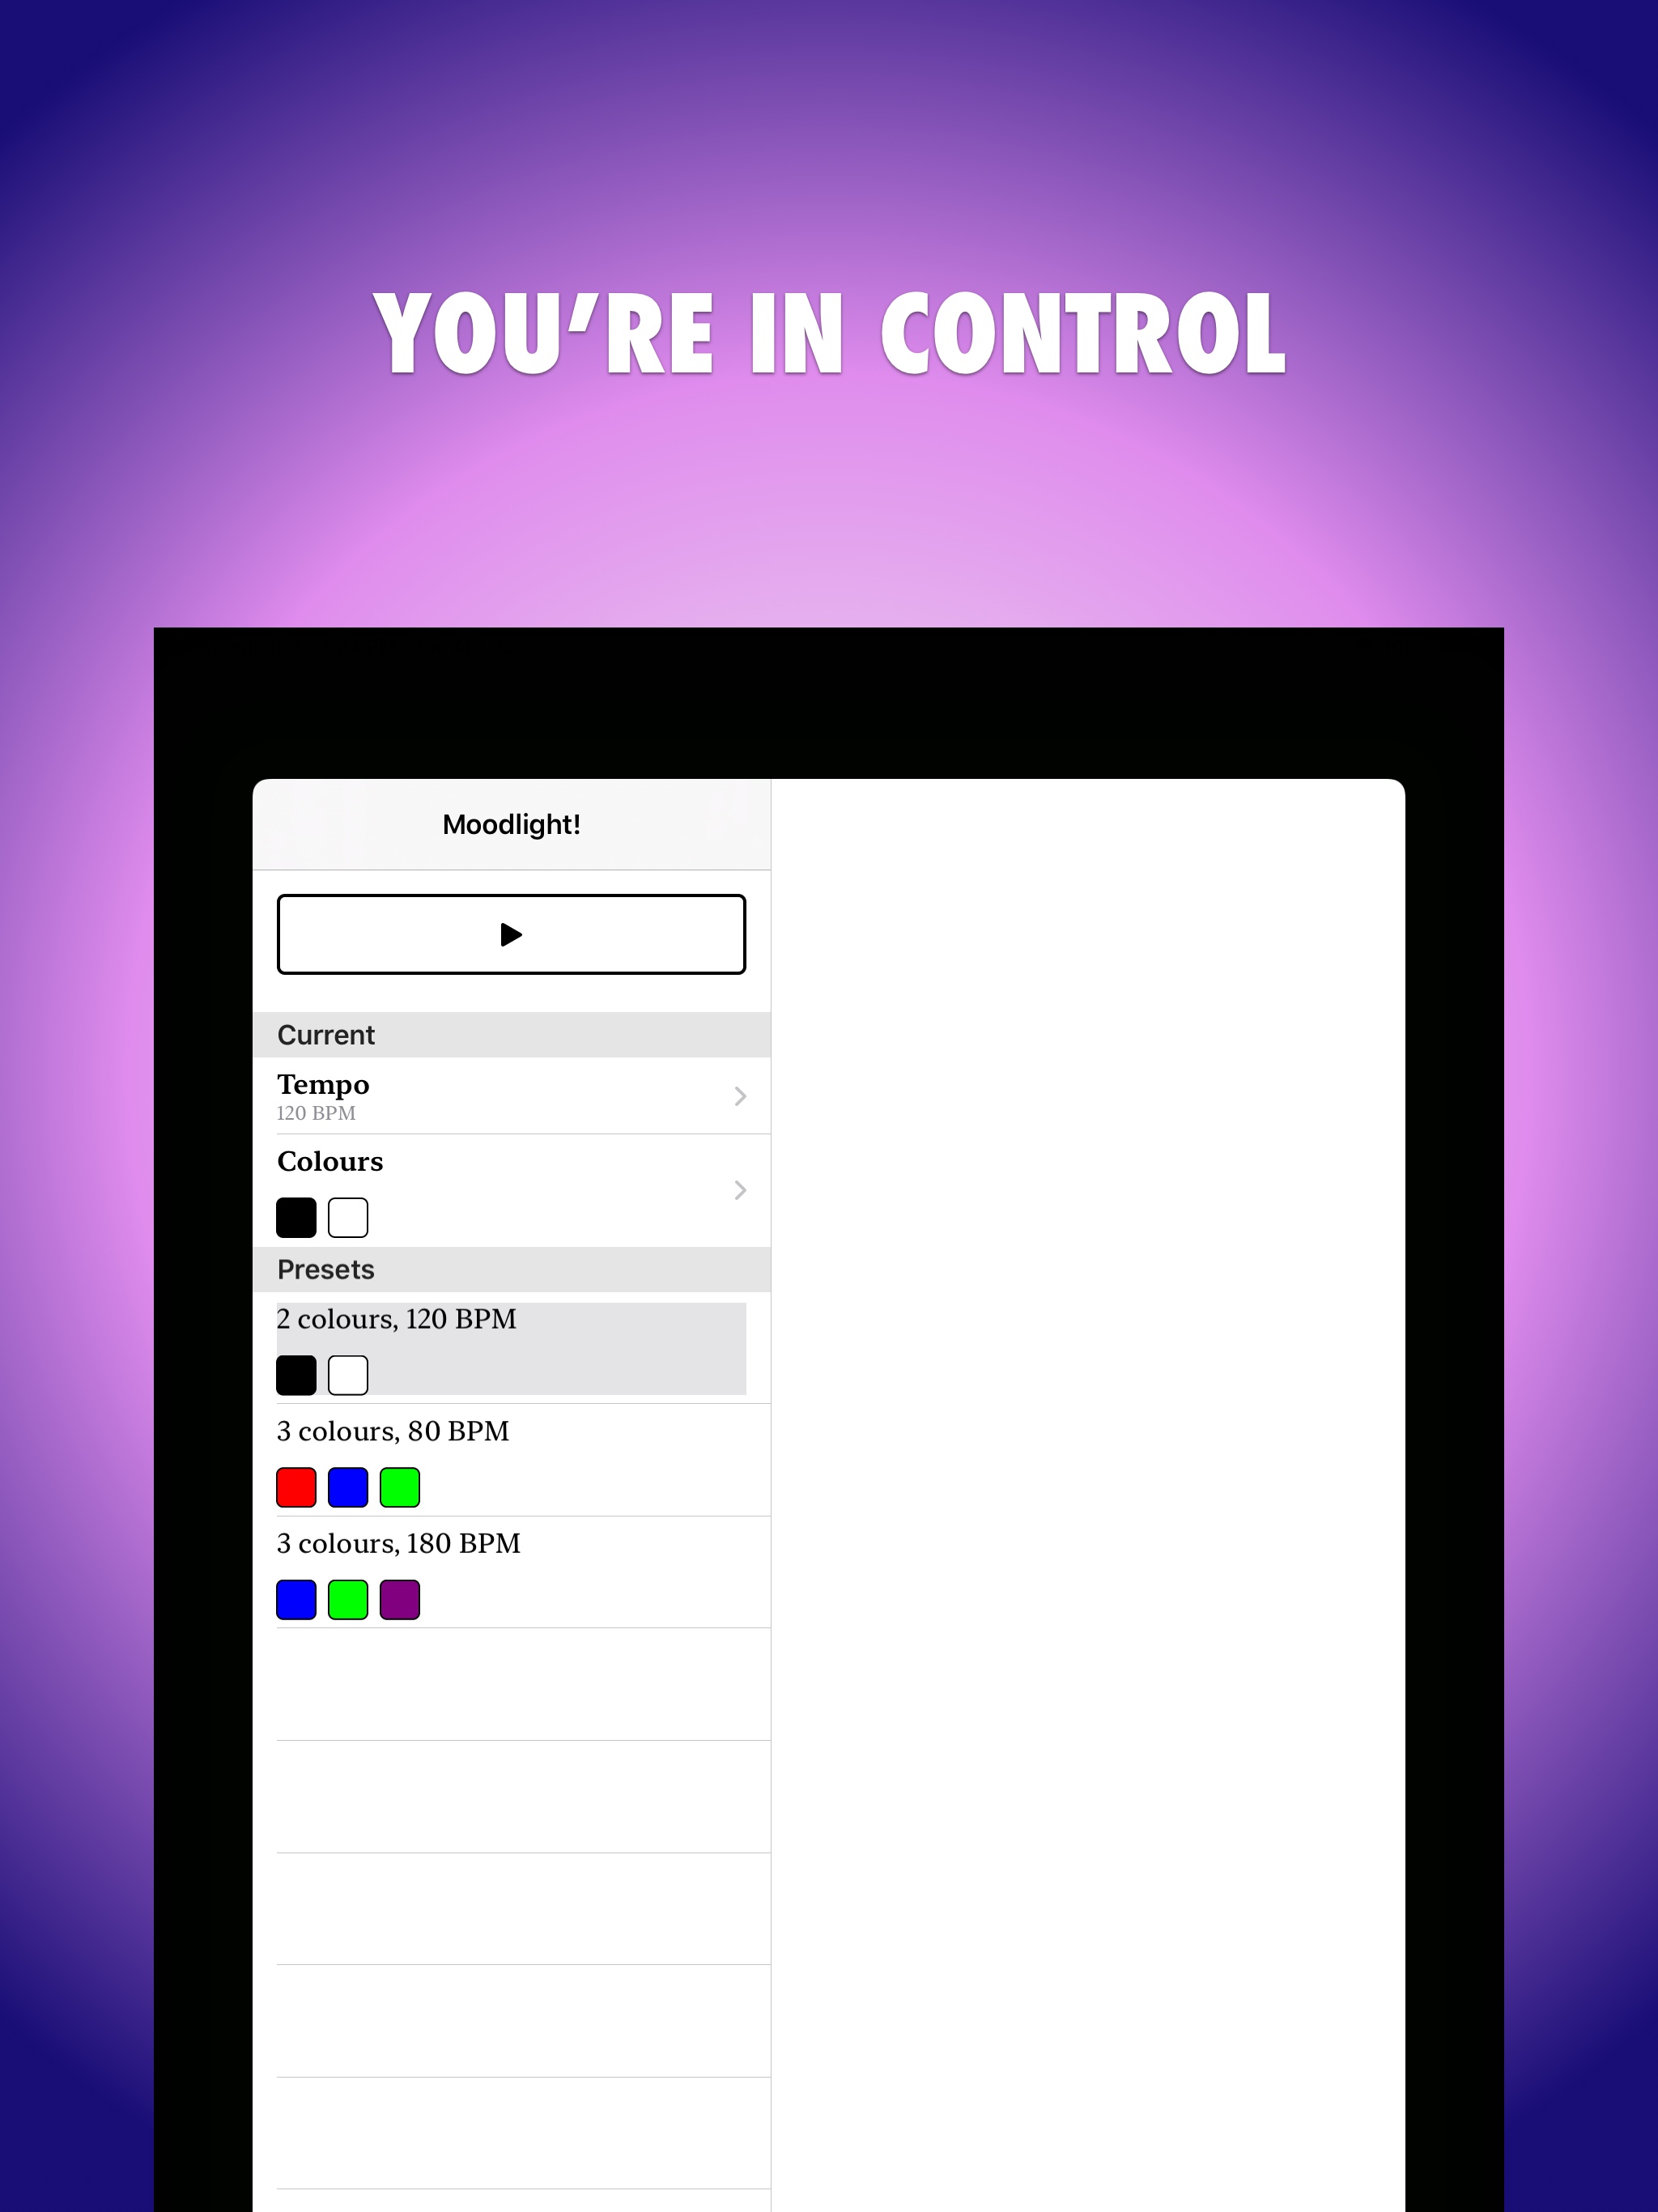 YOU’RE IN CONTROL
Moodlight!
Current
Tempo
120 BPM
Colours
Presets
2 colours, 120 BPM
3 colours, 80 BPM
3 colours, 180 BPM